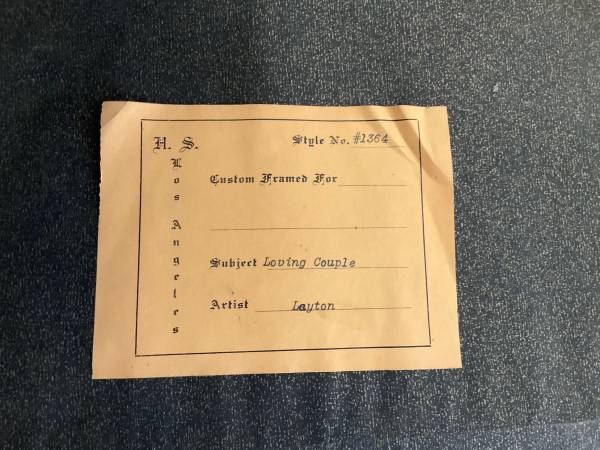 H. S.
Style No. #1364
Los Angeles
Custom Framed For
Subject Loving Couple
Artist Layton